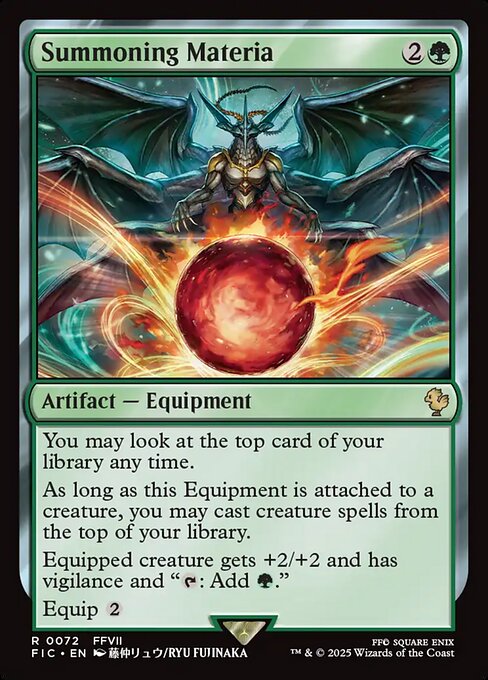 Summoning Materia 2
Artifact — Equipment
You may look at the top card of your
library any time.
As long as this Equipment is attached to a
creature, you may cast creature spells from
the top of your library.
Equipped creature gets +2/+2 and has
vigilance and “: Add .”
Equip 2
R 0072 FFVII
FIC • EN 藤仲リュウ/RYU FUJINAKA
FF© SQUARE ENIX
™ & © 2025 Wizards of the Coast